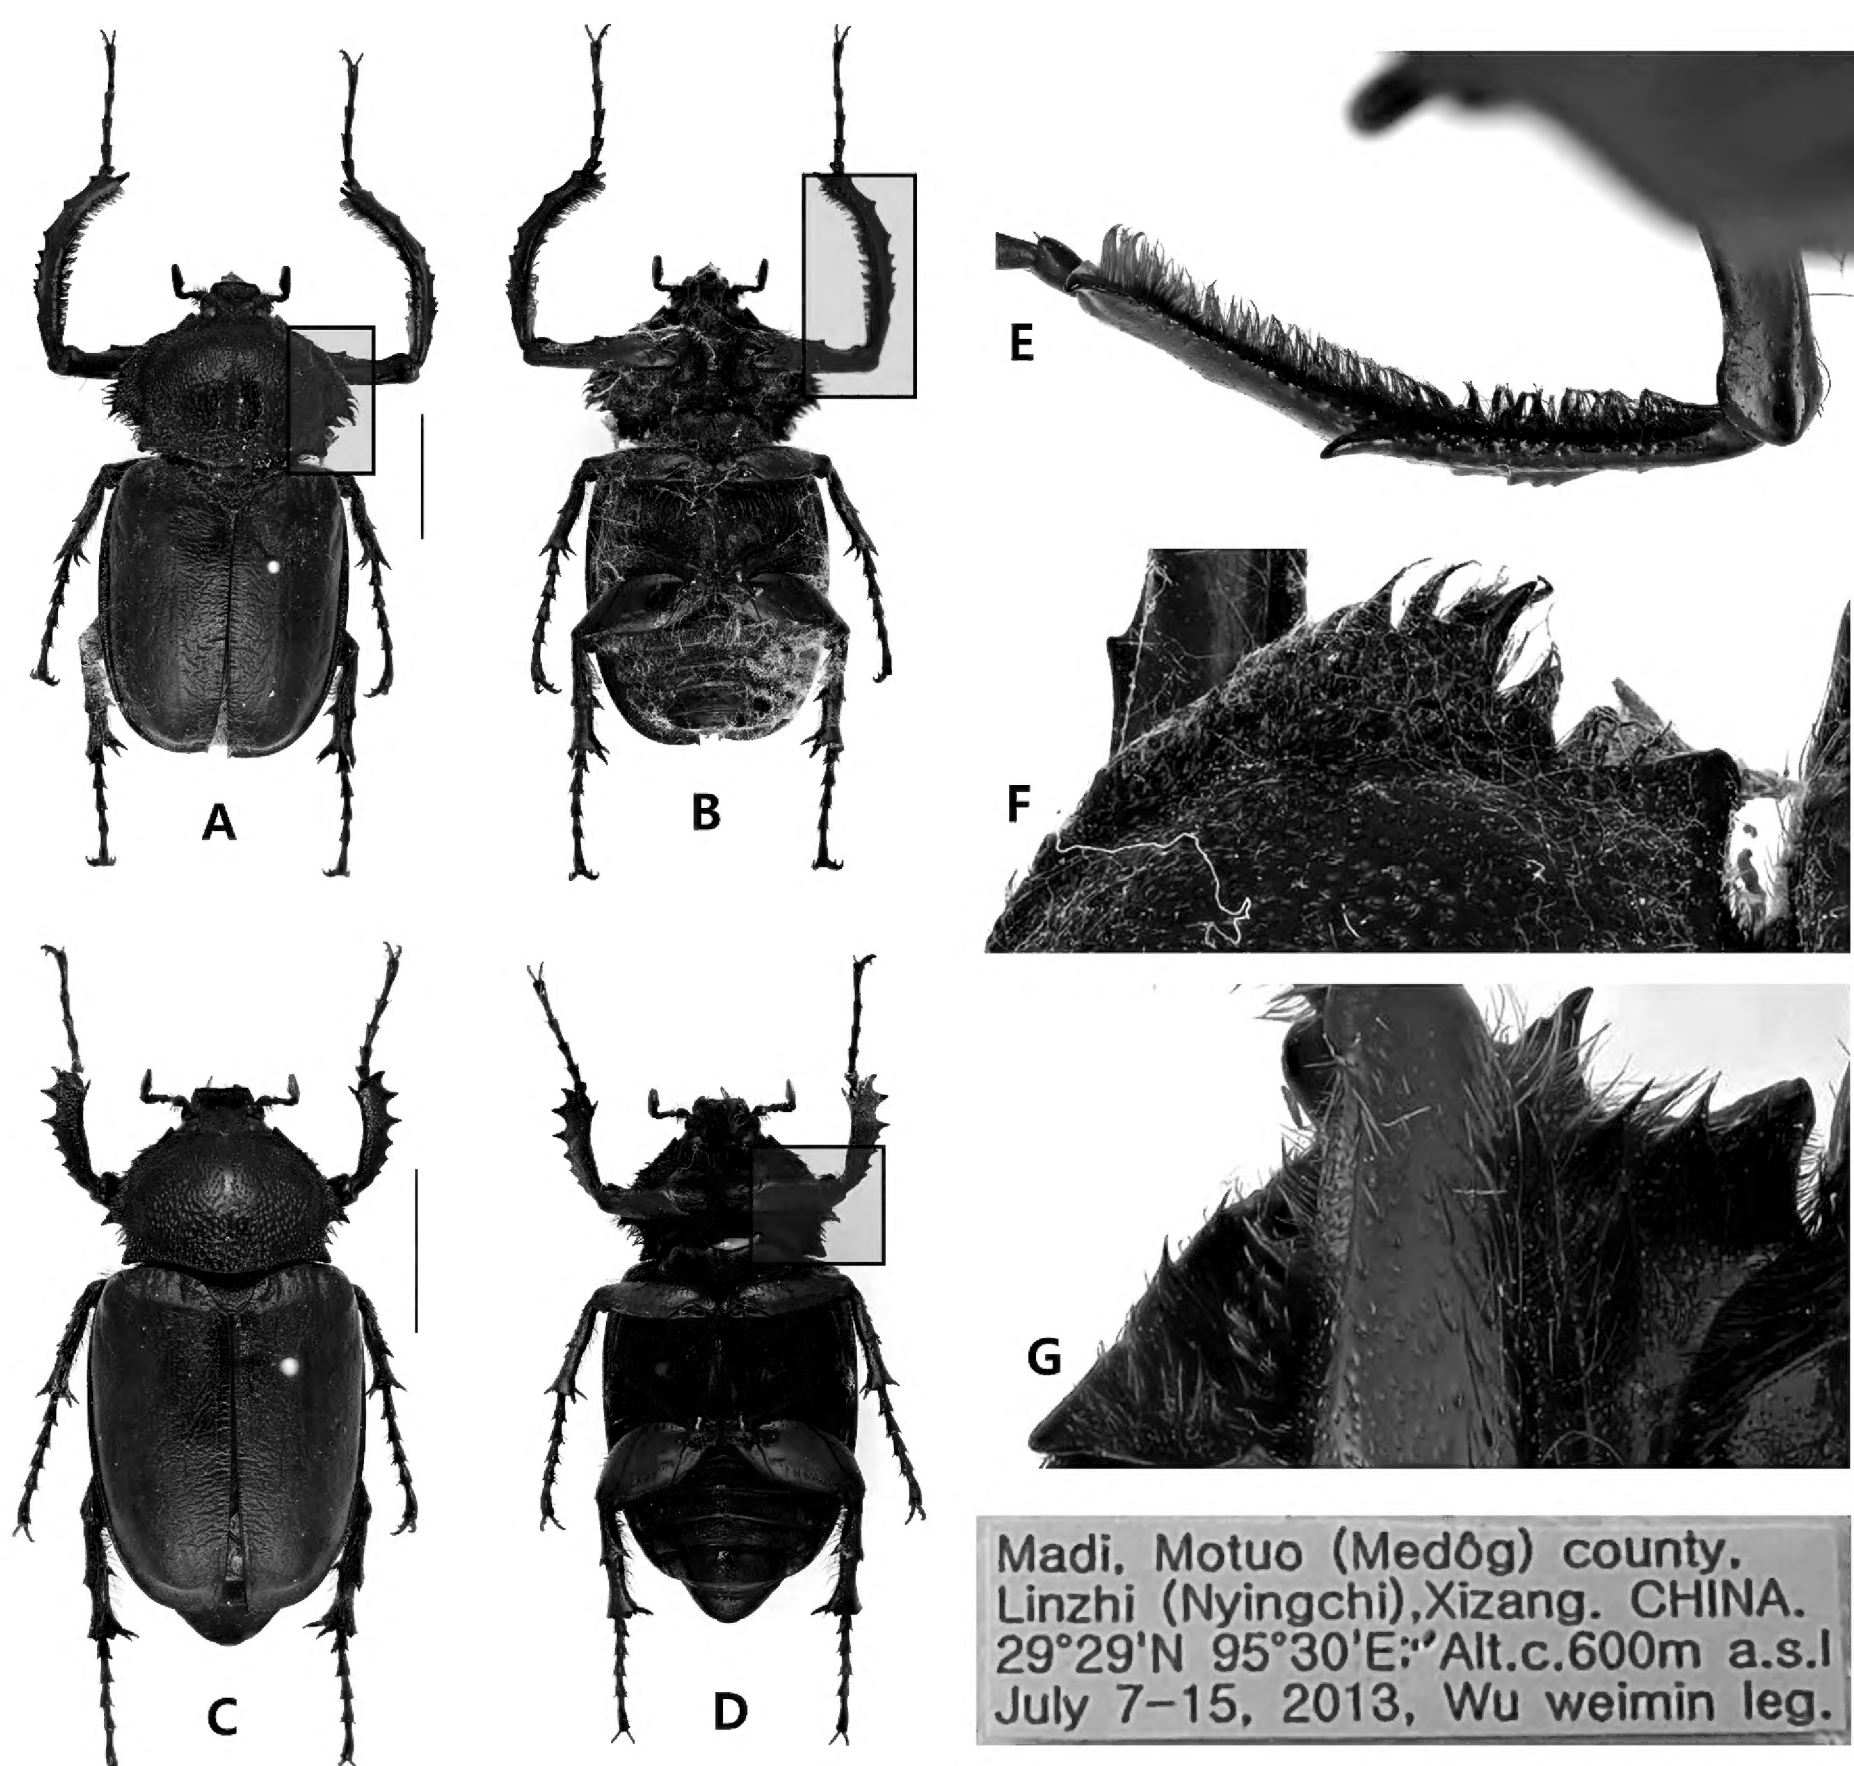 A
B
C
D
E
F
G
Madi, Motuo (Medôg) county,
Linzhi (Nyingchi),Xizang. CHINA.
29°29'N 95°30'E; Alt.c.600m a.s.l
July 7-15, 2013, Wu weimin leg.